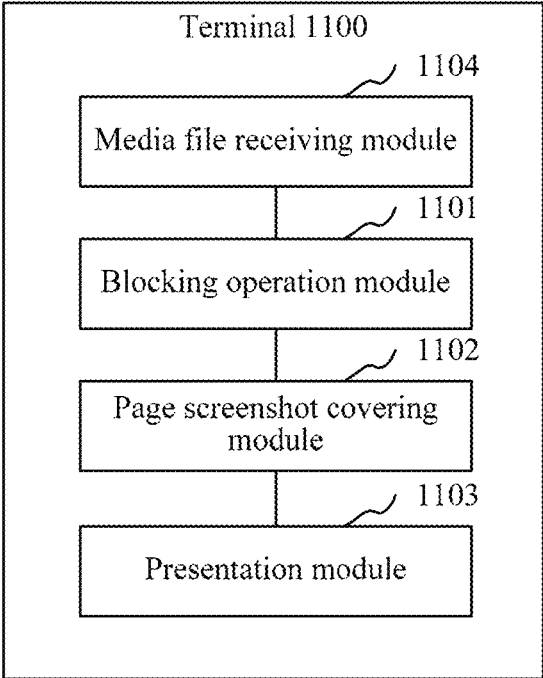 Terminal 1100
1104
Media file receiving module
1101
Blocking operation module
1102
Page screenshot covering
module
1103
Presentation module